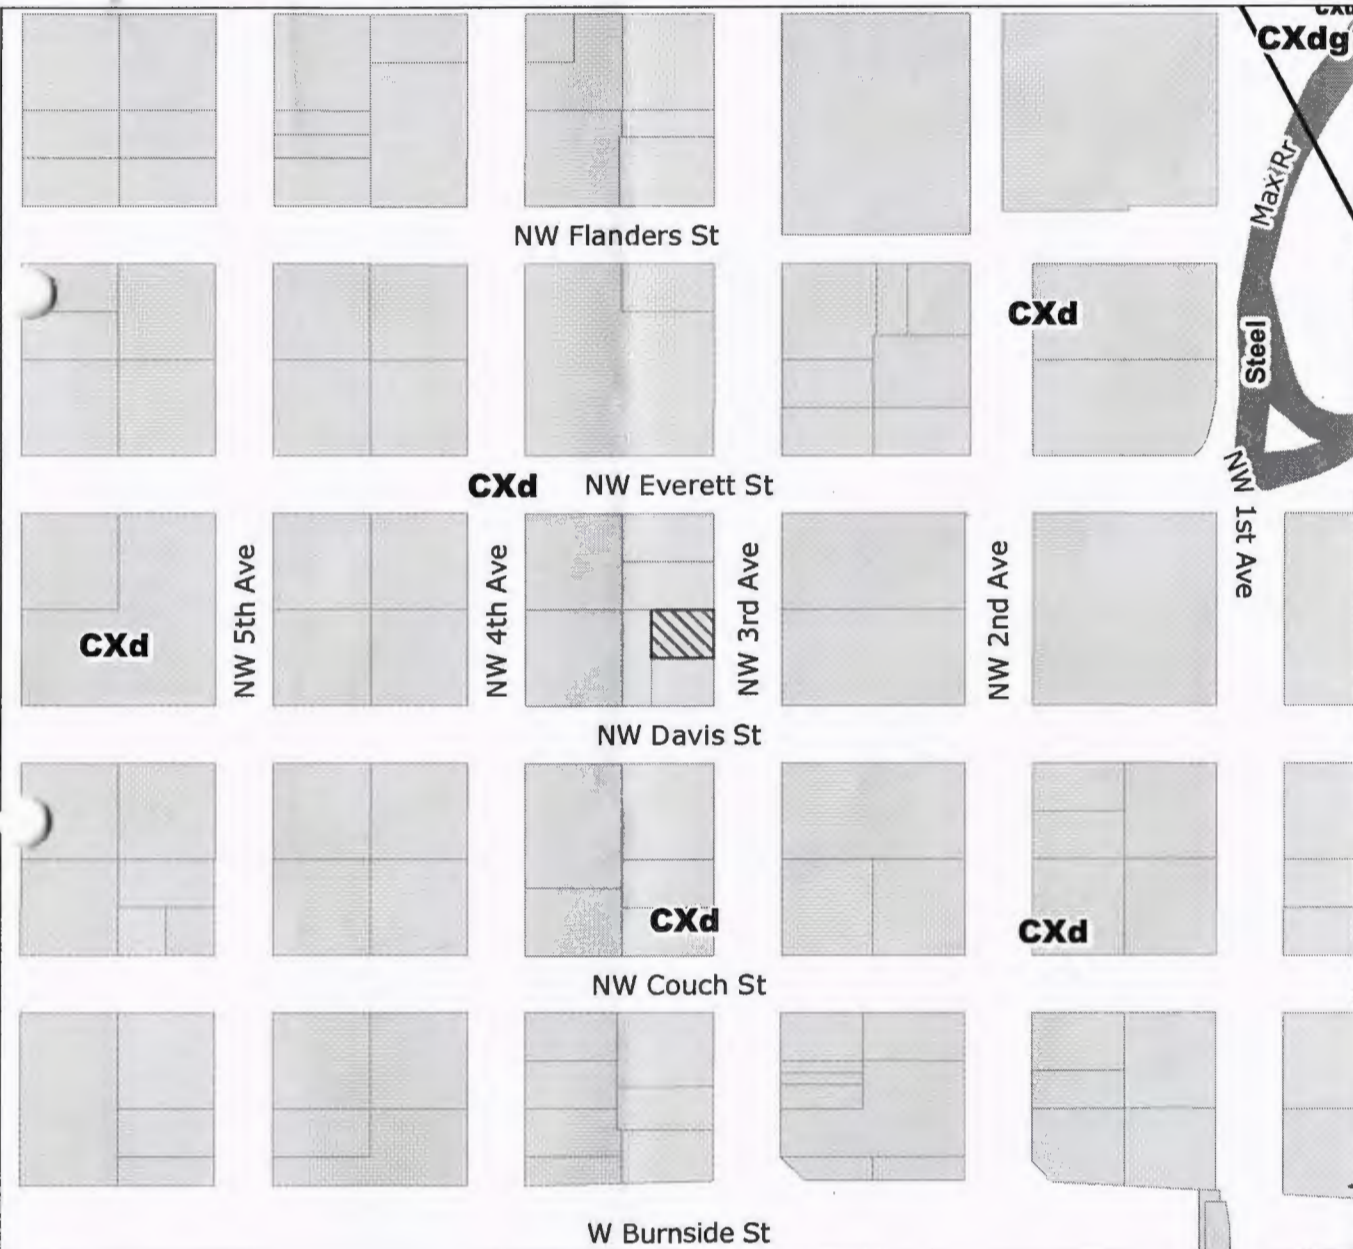 CXdg
Max Rr
NW Flanders St
CXd
Steel
CXd
NW Everett St
NW 1st Ave
NW 5th Ave
NW 4th Ave
NW 3rd Ave
NW 2nd Ave
CXd
NW Davis St
CXd
CXd
NW Couch St
W Burnside St